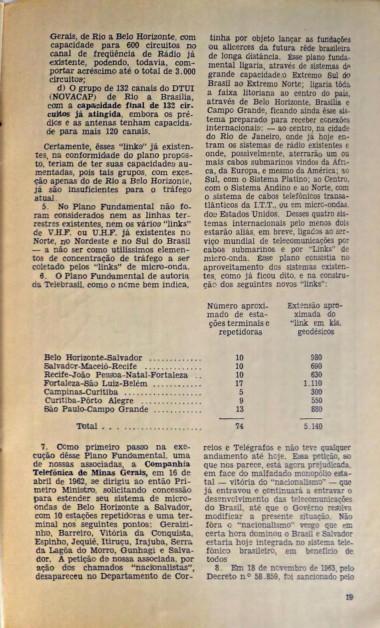 Gerais, de Rio a Belo Horizonte, com
capacidade para 600 circuitos no
canal de freqüência de Rádio já
existente, podendo, todavia, com-
portar acréscimo até o total de 3.000
circuitos;
d) O grupo de 132 canais do DTUI
(NOVACAP) de Rio a Brasília,
com a capacidade final de 132 cir-
cuitos já atingida, embora os pré-
dios e as antenas tenham capacida-
de para mais 120 canais.
Certamente, êsses "links" já existen-
tes, na conformidade do plano propos-
to, teriam de ter suas capacidades au-
mentadas, pois tais grupos, com exce-
ção apenas do de Rio a Belo Horizonte,
já são insuficientes para o tráfego
atual.
5. No Plano Fundamental não fo-
ram considerados nem as linhas ter-
restres existentes, nem os vários "links"
de V.H.F. ou U.H.F. já existentes no
Norte, no Nordeste e no Sul do Brasil
— a não ser como utilíssimos elemen-
tos de concentração de tráfego a ser
coletado pelos "links" de micro-onda.
6. O Plano Fundamental de autoria
da Telebrasil, como o nome bem indica,
tinha por objeto lançar as fundações
ou alicerces da futura rêde brasileira
de longa distância. Êsse plano funda-
mental ligaria, através de sistemas de
grande capacidade, o Extremo Sul do
Brasil ao Extremo Norte; ligaria tôda
a faixa litoriano ao centro do país,
através de Belo Horizonte, Brasília e
Campo Grande, ficando ainda êsse sis-
tema preparado para receber conexões
internacionais: — ao centro, na cidade
do Rio de Janeiro, onde já hoje en-
tram os sistemas de rádio existentes e
onde, possìvelmente, aterrarão um ou
mais cabos submarinos vindos da Áfri-
ca, da Europa, e mesmo da América; ao
Sul, com o Sistema Platino; ao Centro,
com o Sistema Andino e ao Norte, com
o sistema de cabo telefônicos transa-
tlânticos da I.T.T., ou em micro-ondas
dos Estados Unidos. Dêsses quatro sis-
temas internacionais pelo menos dois
estarão aliás, em breve, ligados ao ser-
viço mundial de telecomunicações por
cabos submarinos e por "Links" de
micro-onda. Êsse plano consistia no
aproveitamento dos sistemas existen-
tes, como já ficou dito, e na constru-
ção dos seguintes novos "links":
Número aproxi- Extensão apro-
mado de esta- ximada do
ções terminais e "link em kls.
repetidoras geodésicos
Belo Horizonte-Salvador ............. 10 980
Salvador-Maceió-Recife ............. 10 690
Recife-João Pessoa-Natal-Fortaleza .. 10 630
Fortaleza-São Luiz-Belém ............ 17 1.110
Campinas-Curitiba .................. 5 300
Curitiba-Pôrto Alegre ............... 9 550
São Paulo-Campo Grande ............. 13 880
Total . . ...................... 74 5.140
7. Como primeiro passo na exe-
cução dêsse Plano Fundamental, uma
de nossas associadas, a Companhia
Telefônica de Minas Gerais, em 16 de
abril de 1962, se dirigiu ao então Pri-
meiro Ministro, solicitando concessão
para estender seu sistema de micro-
ondas de Belo Horizonte a Salvador,
com 10 estações repetidoras e uma ter-
minal nos seguintes pontos: Geraizi-
nho, Barreiro, Vitória da Conquista,
Espinho, Jequié, Itiruçu, Irajuba, Serra
da Lagôa do Morro, Gunhagi e Salva-
dor. A petição de nossa associada, por
ação dos chamados "nacionalistas",
desapareceu no Departamento de Cor-
reios e Telégrafos e não teve qualquer
andamento até hoje. Essa petição, ao
que nos parece, está agora prejudicada,
em face do malfadado monopólio esta-
tal — vitória do "nacionalismo" — que
já entravou e continuará a entravar o
desenvolvimento das telecomunicações
do Brasil, até que o Govêrno resolva
modificar a presente situação. Não
fôra o "nacionalismo" vesgo que em
certa hora dominou o Brasil e Salvador
estaria hoje integrada no sistema tele-
fônico brasileiro, em benefício de
todos
8. Em 18 de novembro de 1963, pelo
Decreto n.º 58.859, foi sancionado pelo
19